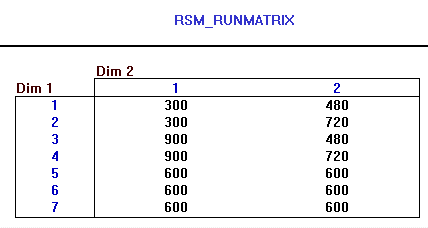 RSM_RUNMATRIX
Dim 2
Dim 1 1 2
1 300 480
2 300 720
3 900 480
4 900 720
5 600 600
6 600 600
7 600 600